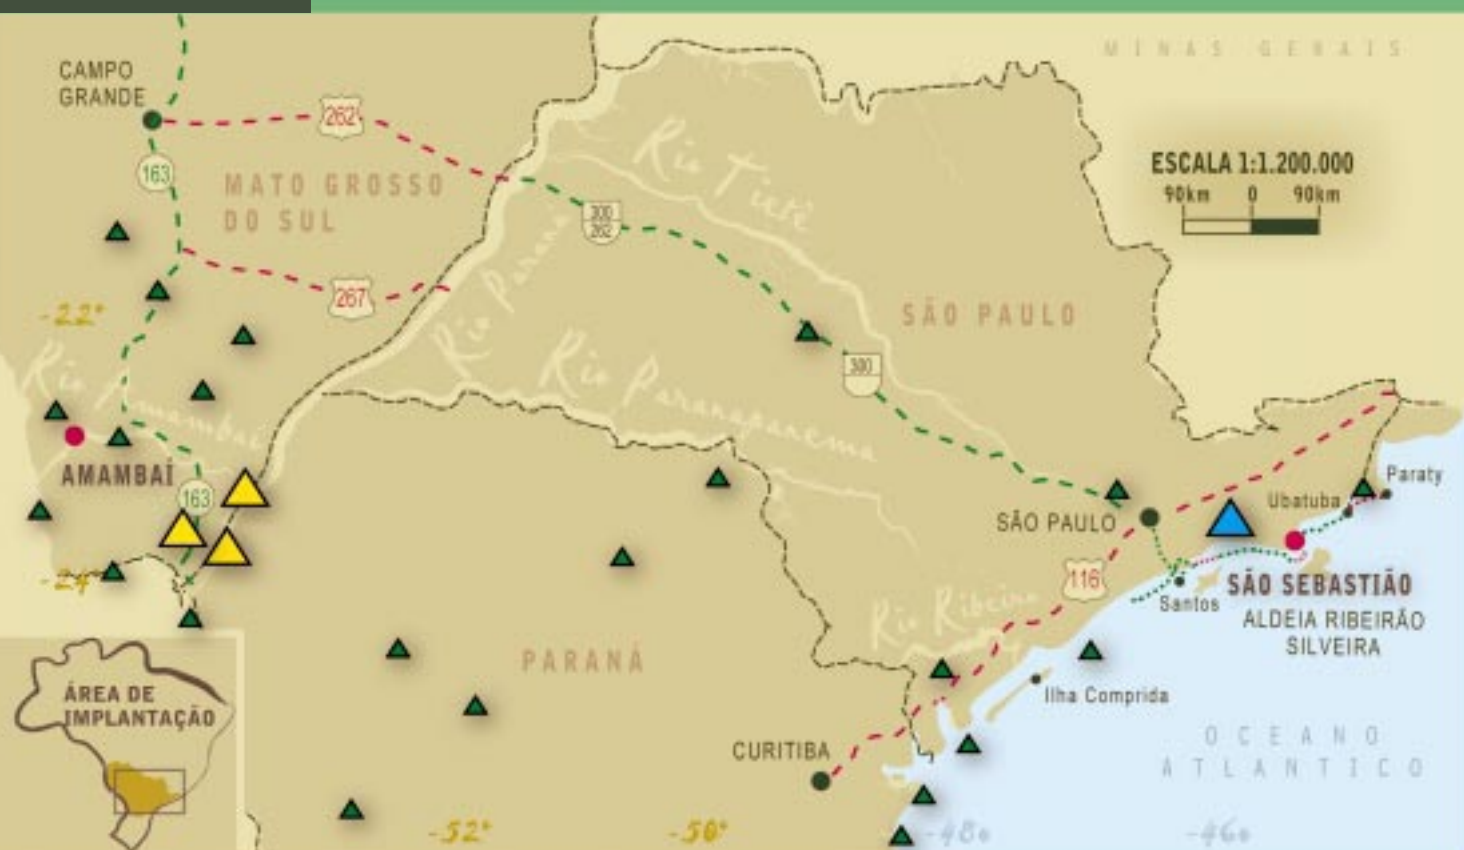 MINAS GERAIS
CAMPO
GRANDE
262
ESCALA 1:1.200.000
90km 0 90km
163
MATO GROSSO
DO SUL
Rio Tietê
300
262
Rio Paraná
267
SÃO PAULO
-22°
Rio Amambaí
Rio Paranapanema
300
AMAMBAÍ
163
Paraty
Ubatuba
SÃO PAULO
-24°
116
SÃO SEBASTIÃO
Santos
ALDEIA RIBEIRÃO
SILVEIRA
Rio Ribeira
PARANÁ
ÁREA DE
IMPLANTAÇÃO
Ilha Comprida
CURITIBA
OCEANO
ATLANTICO
-52°
-50°
-48°
-46°